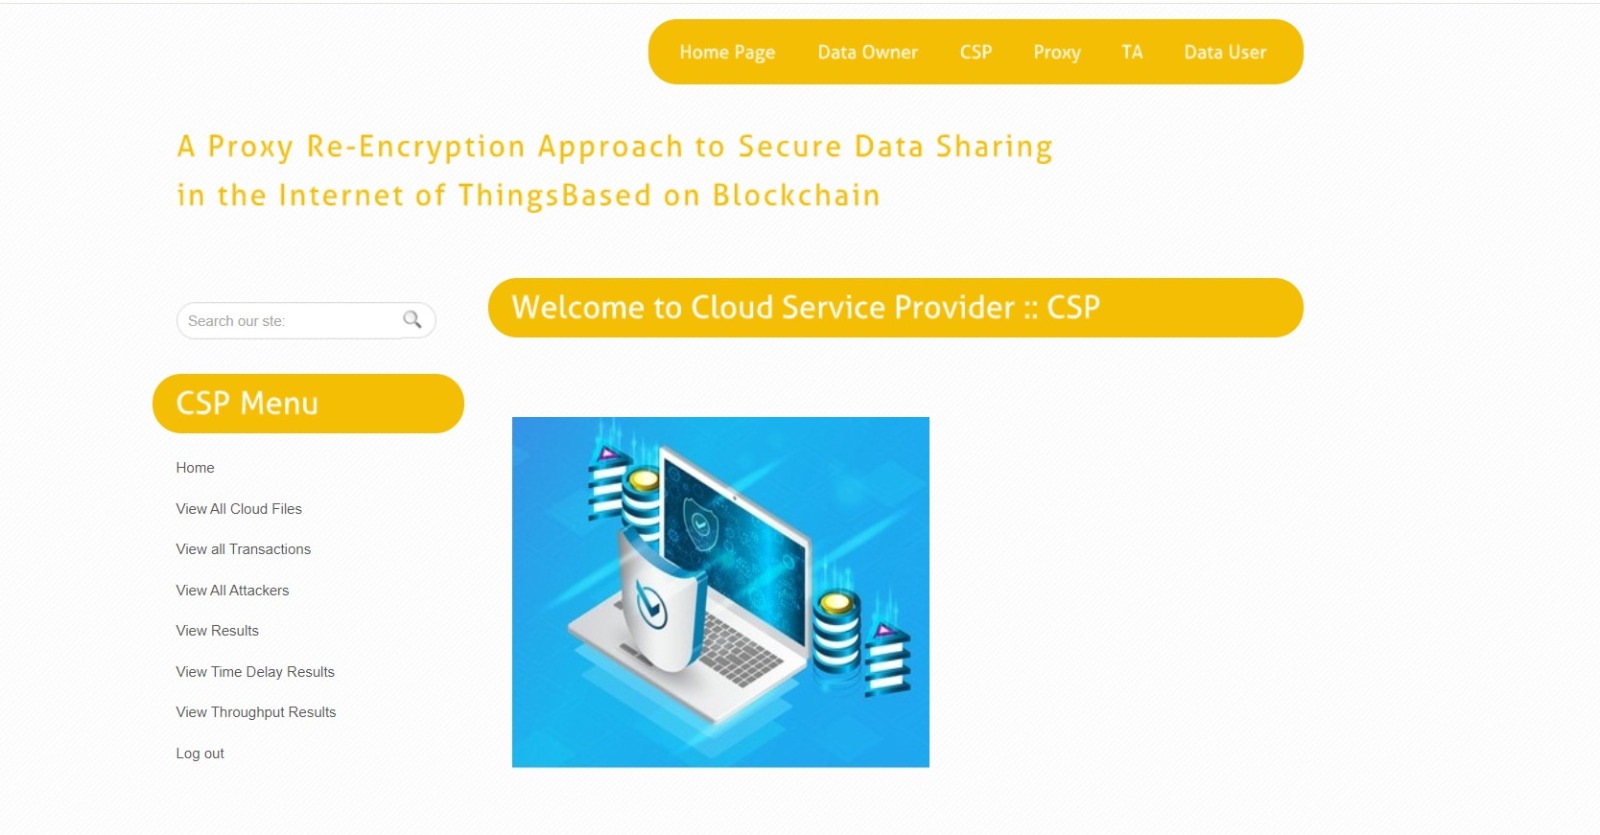 Home Page Data Owner CSP Proxy TA Data User
A Proxy Re-Encryption Approach to Secure Data Sharing
in the Internet of ThingsBased on Blockchain
Search our ste:
Welcome to Cloud Service Provider :: CSP
CSP Menu
Home
View All Cloud Files
View all Transactions
View All Attackers
View Results
View Time Delay Results
View Throughput Results
Log out